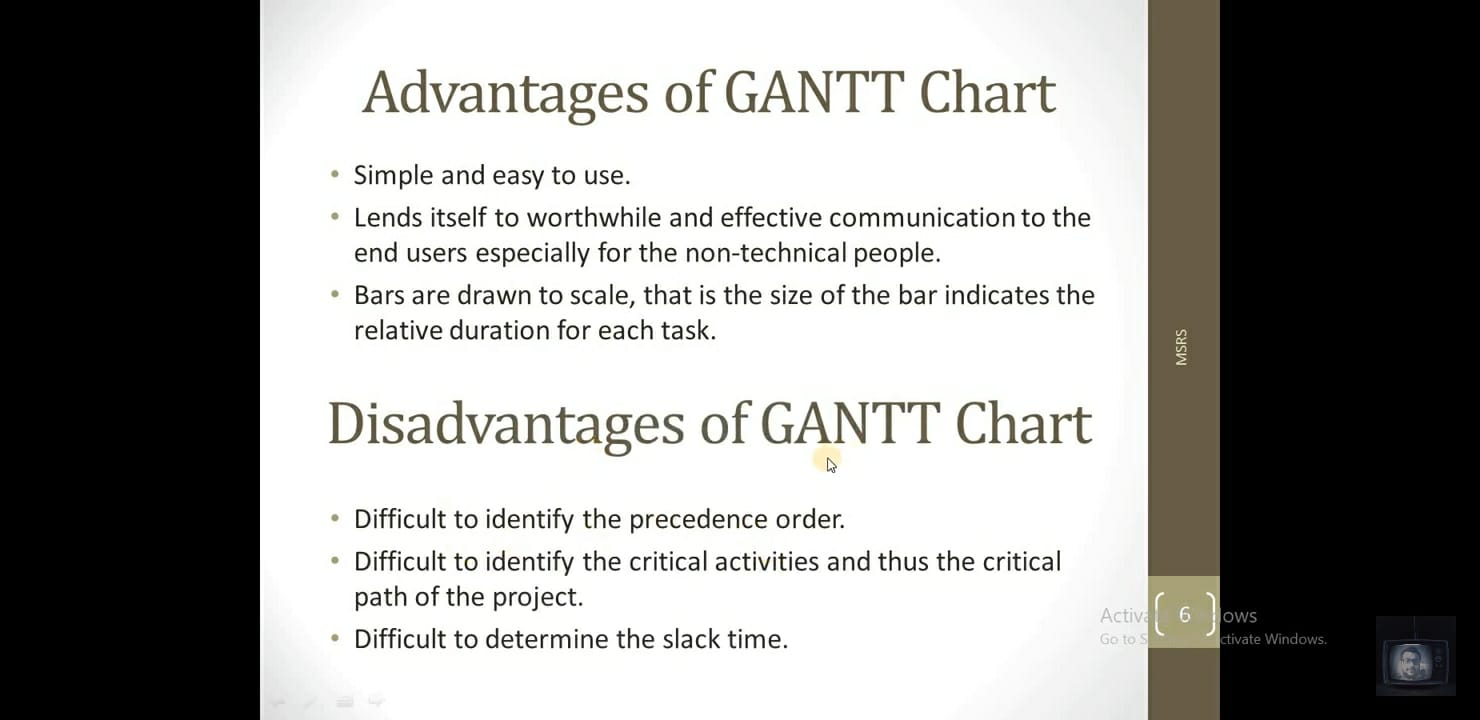 Advantages of GANTT Chart
• Simple and easy to use.
• Lends itself to worthwhile and effective communication to the
end users especially for the non-technical people.
• Bars are drawn to scale, that is the size of the bar indicates the
relative duration for each task.
MSRS
Disadvantages of GANTT Chart
• Difficult to identify the precedence order.
• Difficult to identify the critical activities and thus the critical
path of the project.
• Difficult to determine the slack time.
6